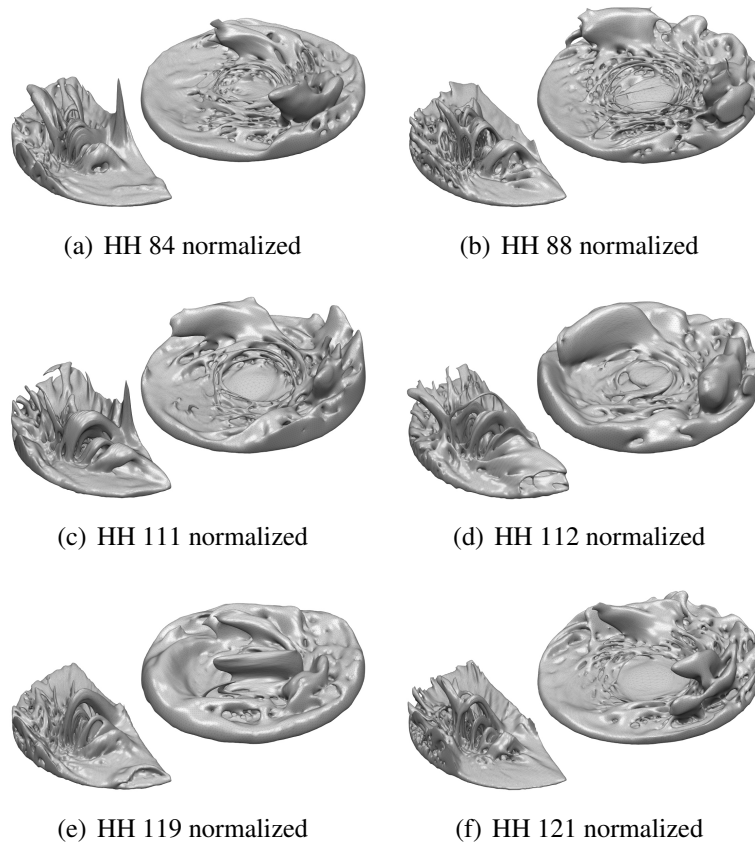 (a) HH 84 normalized
(b) HH 88 normalized
(c) HH 111 normalized
(d) HH 112 normalized
(e) HH 119 normalized
(f) HH 121 normalized